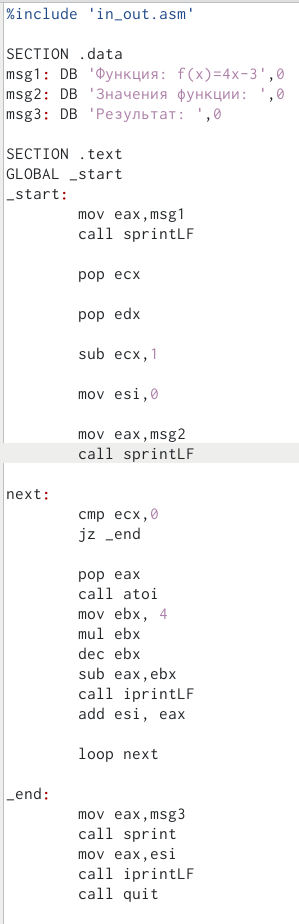 %include 'in_out.asm'
SECTION .data
msg1: DB 'Функция: f(x)=4x-3',0
msg2: DB 'Значения функции: ',0
msg3: DB 'Результат: ',0
SECTION .text
GLOBAL _start
_start:
mov eax,msg1
call sprintLF
pop ecx
pop edx
sub ecx,1
mov esi,0
mov eax,msg2
call sprintLF
next:
cmp ecx,0
jz _end
pop eax
call atoi
mov ebx, 4
mul ebx
dec ebx
sub eax,ebx
call iprintLF
add esi, eax
loop next
_end:
mov eax,msg3
call sprint
mov eax,esi
call iprintLF
call quit